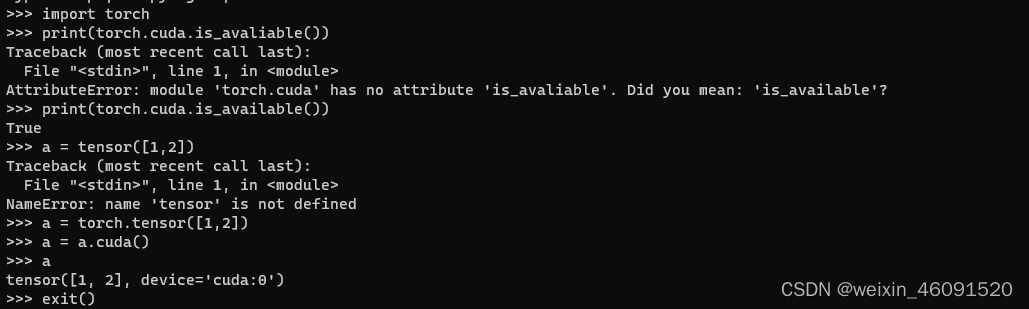 >>> import torch
>>> print(torch.cuda.is_avaliable())
Traceback (most recent call last):
  File "<stdin>", line 1, in <module>
AttributeError: module 'torch.cuda' has no attribute 'is_avaliable'. Did you mean: 'is_available'?
>>> print(torch.cuda.is_available())
True
>>> a = tensor([1,2])
Traceback (most recent call last):
  File "<stdin>", line 1, in <module>
NameError: name 'tensor' is not defined
>>> a = torch.tensor([1,2])
>>> a = a.cuda()
>>> a
tensor([1, 2], device='cuda:0')
>>> exit()
CSDN @weixin_46091520